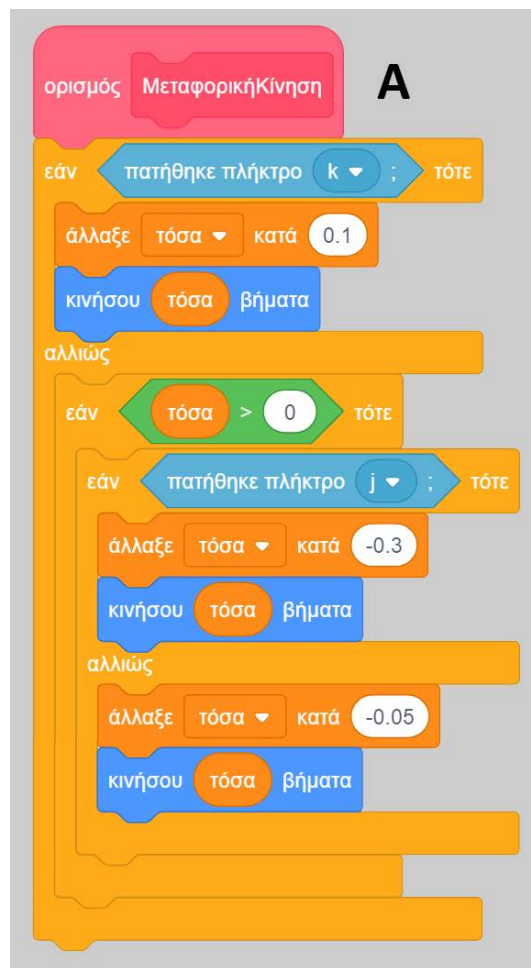 ορισμός ΜεταφορικήΚίνηση A
εάν πατήθηκε πλήκτρο k ; τότε
άλλαξε τόσα κατά 0.1
κινήσου τόσα βήματα
αλλιώς
εάν τόσα > 0 τότε
εάν πατήθηκε πλήκτρο j ; τότε
άλλαξε τόσα κατά -0.3
κινήσου τόσα βήματα
αλλιώς
άλλαξε τόσα κατά -0.05
κινήσου τόσα βήματα